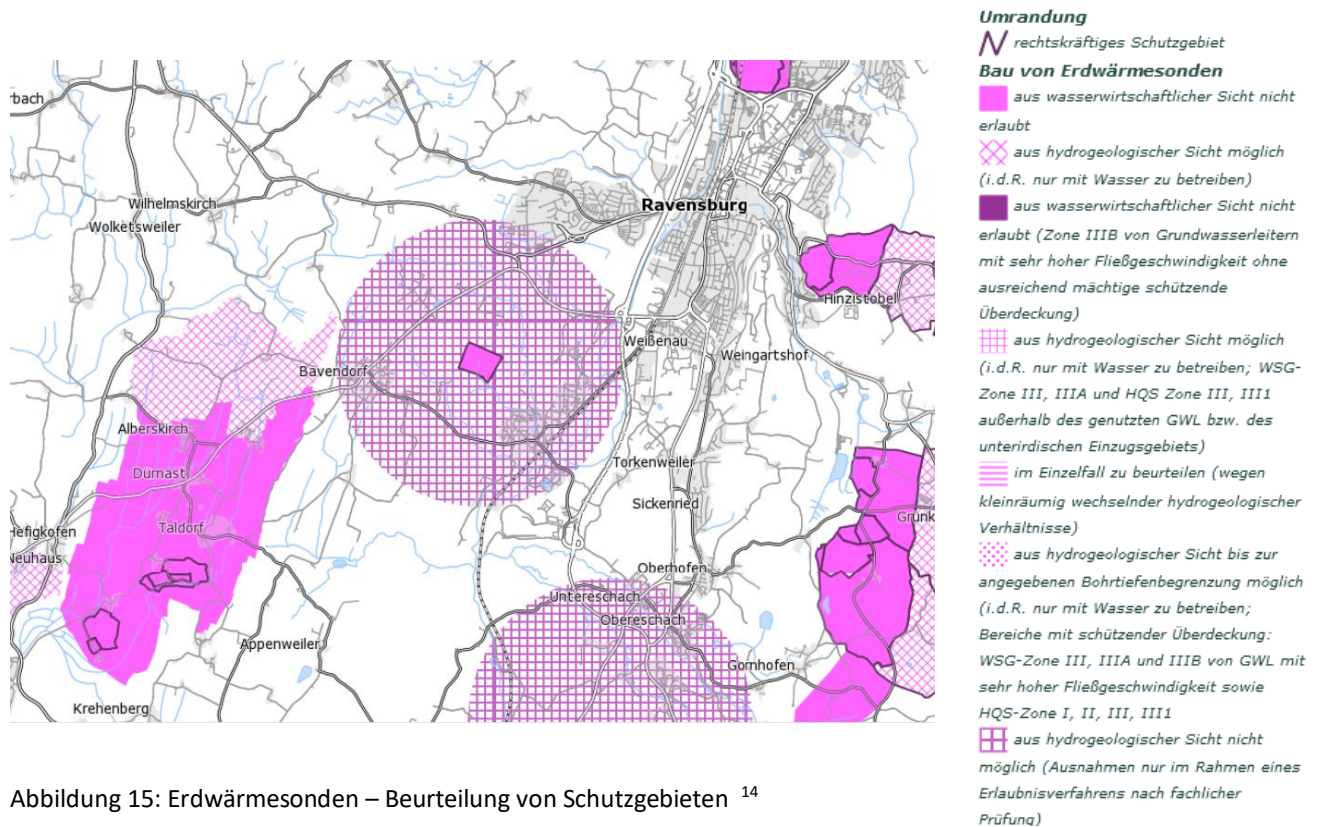 rbach
Wilhelmskirch
Wolketsweiler
Ravensburg
Hinzistobel
Weißenau
Weingartshof
Bavendorf
Alberskirch
Torkenweiler
Dürnast
Sickenried
Taldorf
Grünk
Hefigkofen
Neuhaus
Oberhofen
Untereschach
Obereschach
Appenweiler
Gornhofen
Krehenberg
Umrandung
rechtskräftiges Schutzgebiet
Bau von Erdwärmesonden
aus wasserwirtschaftlicher Sicht nicht
erlaubt
aus hydrogeologischer Sicht möglich
(i.d.R. nur mit Wasser zu betreiben)
aus wasserwirtschaftlicher Sicht nicht
erlaubt (Zone IIIB von Grundwasserleitern
mit sehr hoher Fließgeschwindigkeit ohne
ausreichend mächtige schützende
Überdeckung)
aus hydrogeologischer Sicht möglich
(i.d.R. nur mit Wasser zu betreiben; WSG-
Zone III, IIIA und HQS Zone III, III1
außerhalb des genutzten GWL bzw. des
unterirdischen Einzugsgebiets)
im Einzelfall zu beurteilen (wegen
kleinräumig wechselnder hydrogeologischer
Verhältnisse)
aus hydrogeologischer Sicht bis zur
angegebenen Bohrtiefenbegrenzung möglich
(i.d.R. nur mit Wasser zu betreiben;
Bereiche mit schützender Überdeckung:
WSG-Zone III, IIIA und IIIB von GWL mit
sehr hoher Fließgeschwindigkeit sowie
HQS-Zone I, II, III, III1
aus hydrogeologischer Sicht nicht
möglich (Ausnahmen nur im Rahmen eines
Erlaubnisverfahrens nach fachlicher
Prüfung)
Abbildung 15: Erdwärmesonden – Beurteilung von Schutzgebieten 14